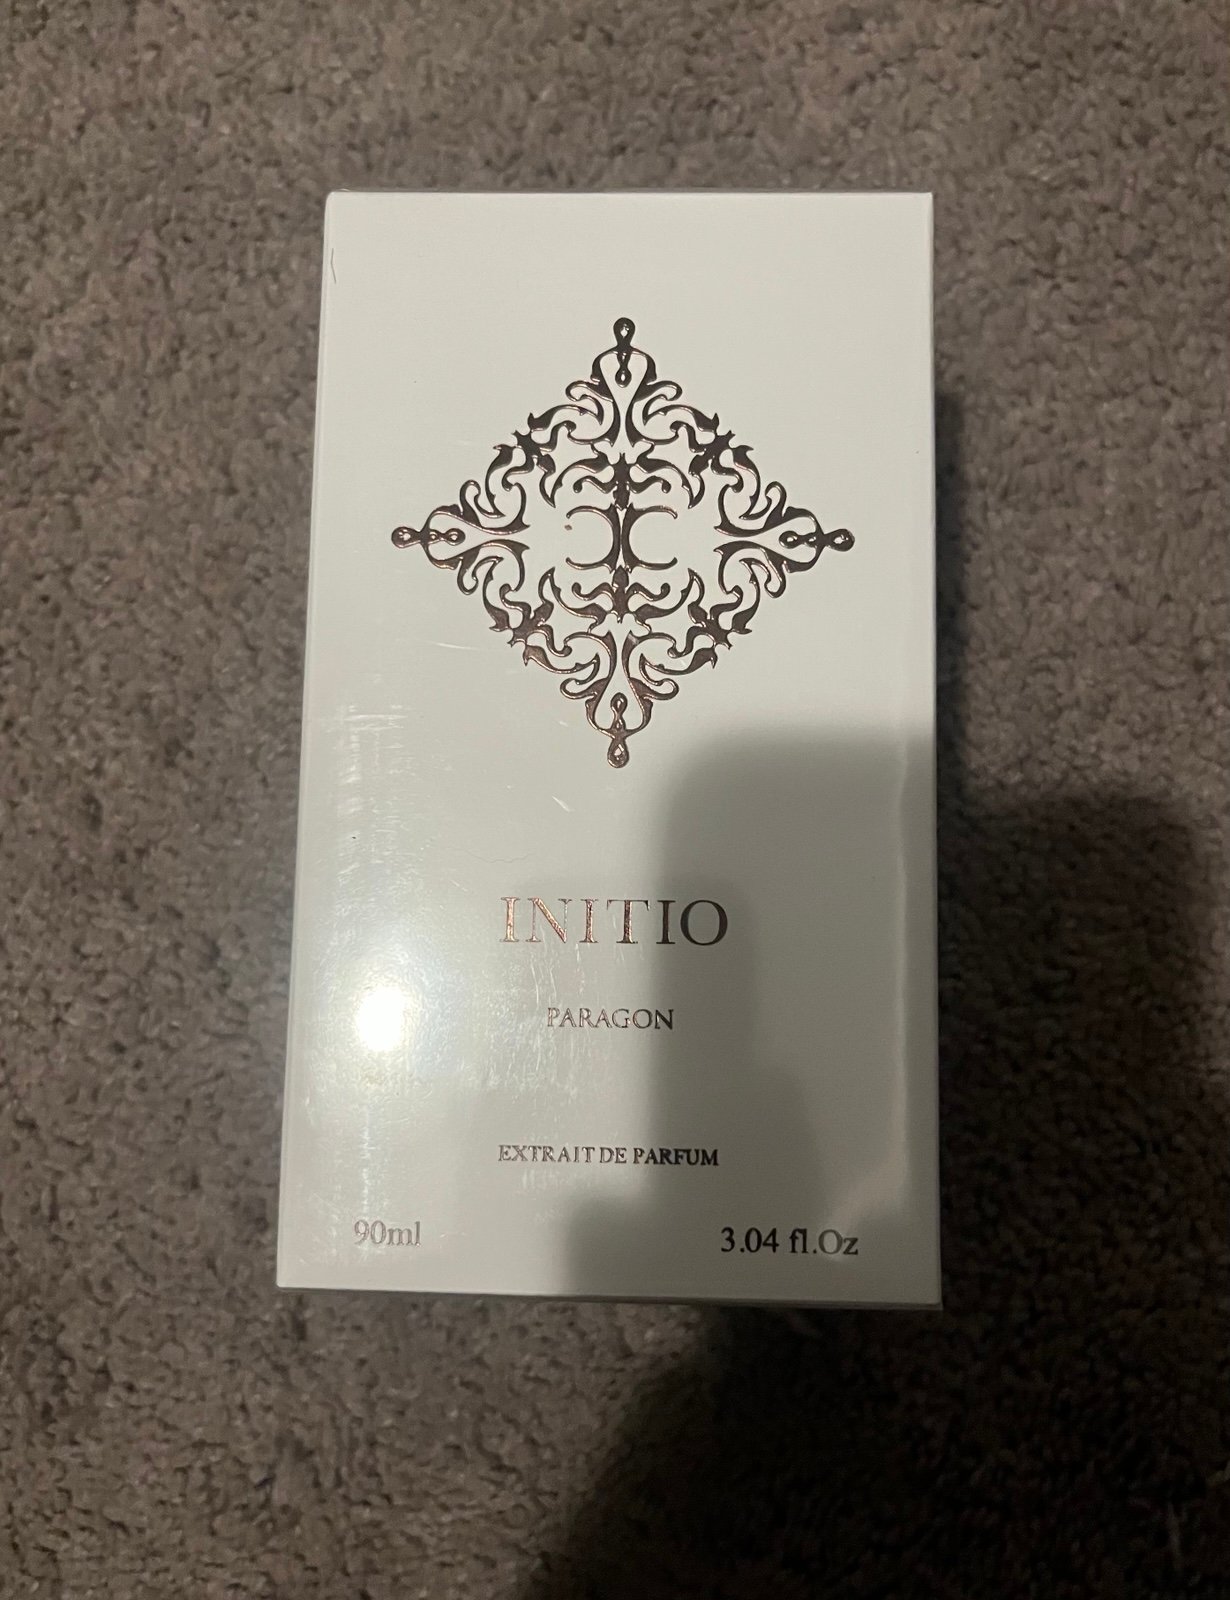 INITIO
PARAGON
EXTRAIT DE PARFUM
90ml 3.04 fl.Oz